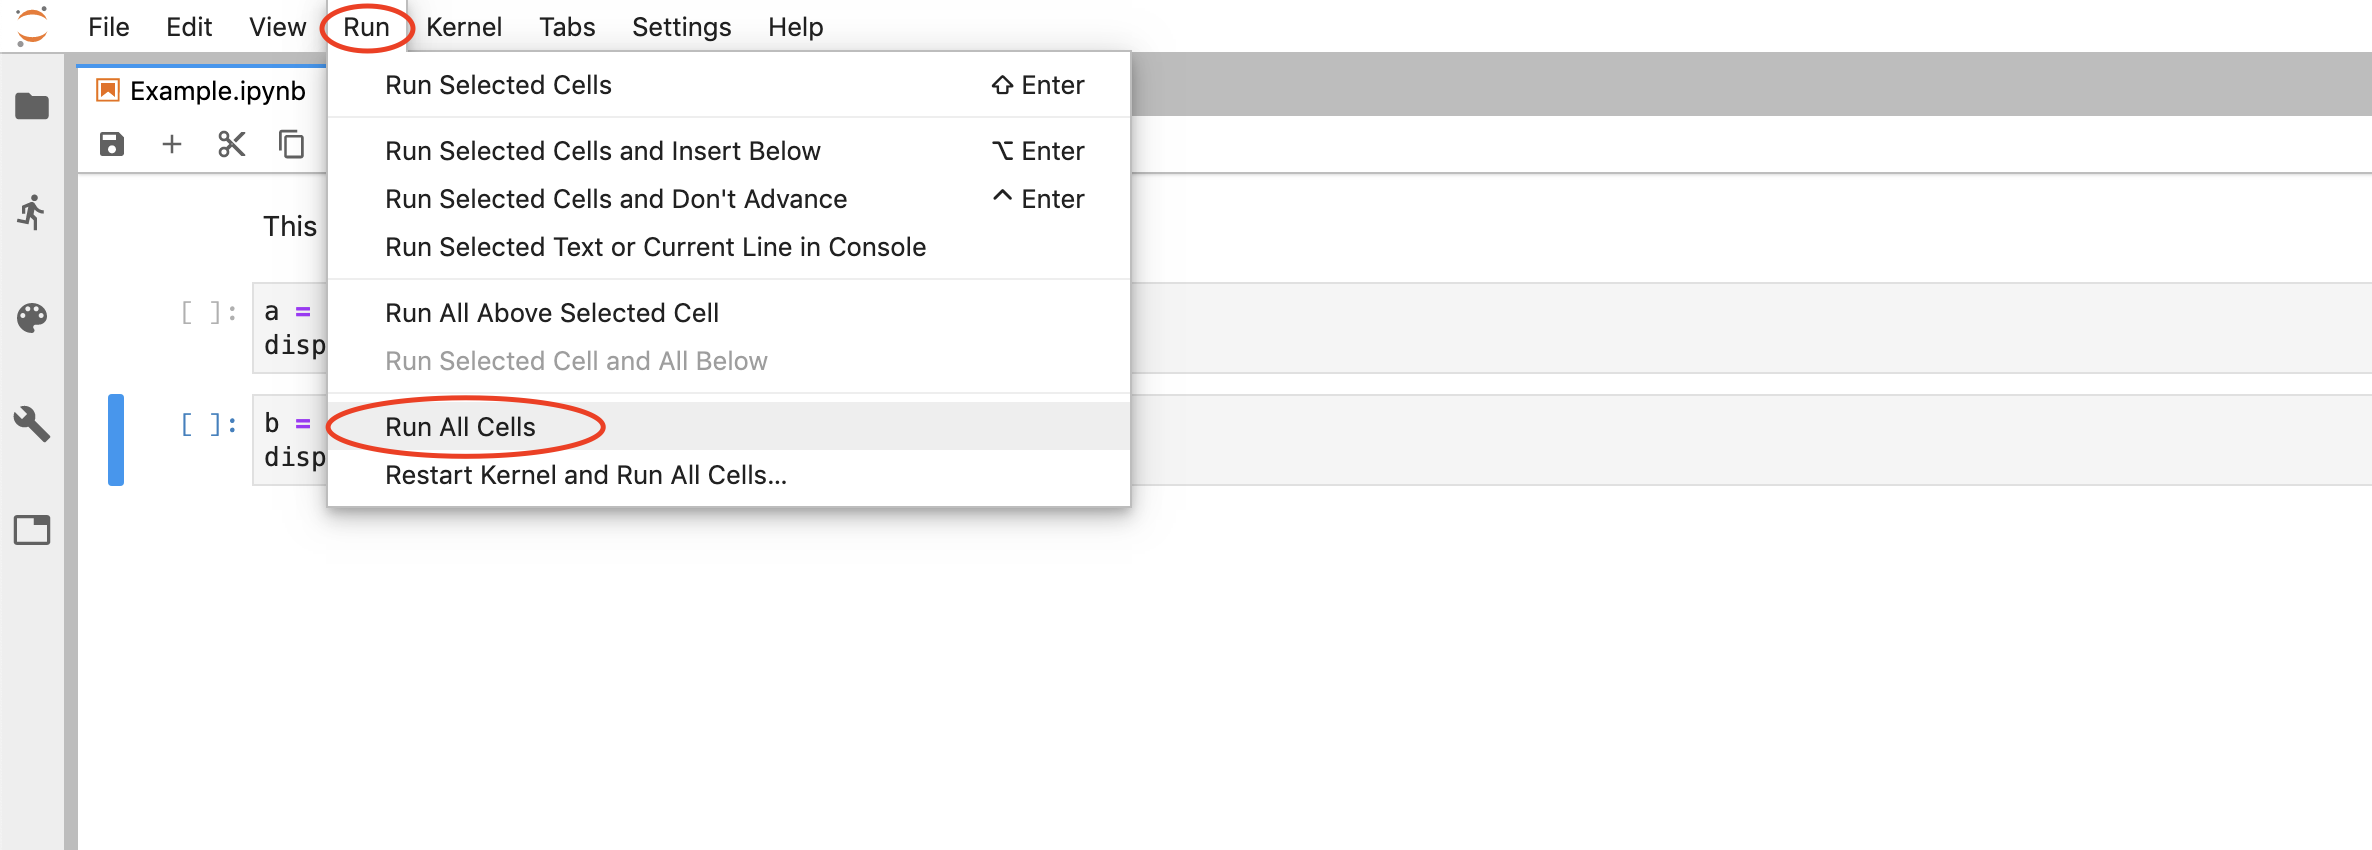 File Edit View Run Kernel Tabs Settings Help
Example.ipynb
Run Selected Cells ⇧ Enter
Run Selected Cells and Insert Below ⌥ Enter
Run Selected Cells and Don't Advance ^ Enter
Run Selected Text or Current Line in Console
Run All Above Selected Cell
Run Selected Cell and All Below
Run All Cells
Restart Kernel and Run All Cells...
This
[ ]: a =
disp
[ ]: b =
disp